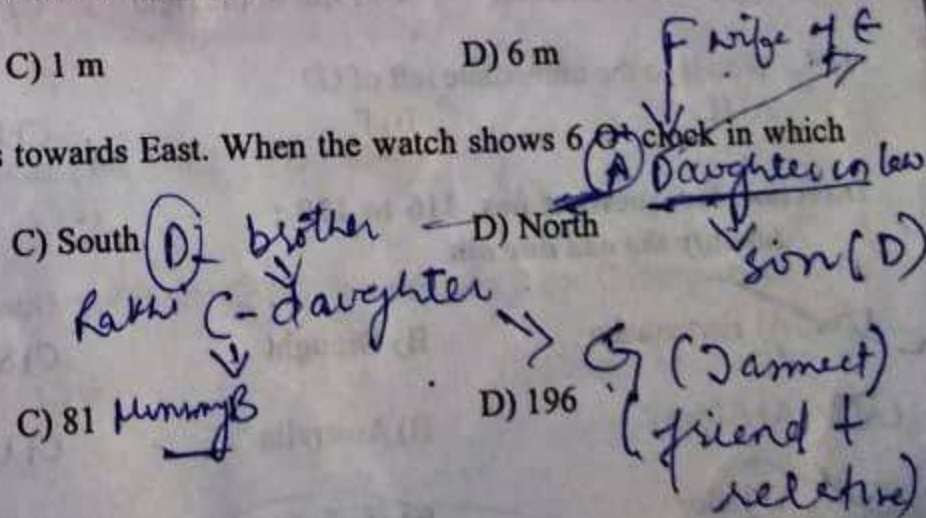 F wife of E
C) 1 m D) 6 m
s towards East. When the watch shows 6 O'clock in which
(A) Daughter in law
C) South (D) brother D) North
son (D)
Rakhi C - daughter
G (Jasmeet)
C) 81 MummyB D) 196
(friend +
relative)